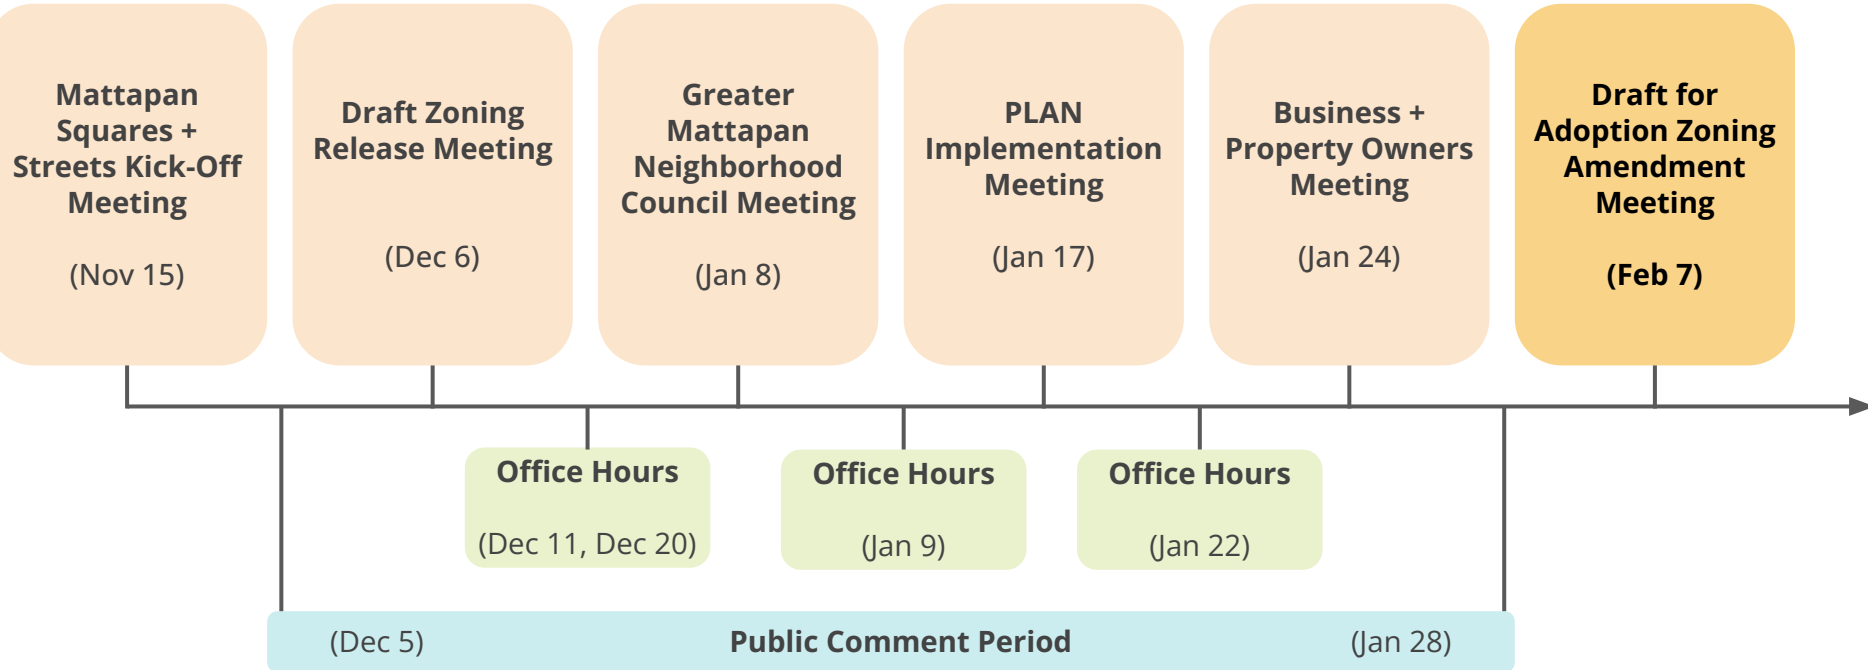 Mattapan
Squares +
Streets Kick-Off
Meeting
(Nov 15)
Draft Zoning
Release Meeting
(Dec 6)
Greater
Mattapan
Neighborhood
Council Meeting
(Jan 8)
PLAN
Implementation
Meeting
(Jan 17)
Business +
Property Owners
Meeting
(Jan 24)
Draft for
Adoption Zoning
Amendment
Meeting
(Feb 7)
Office Hours
(Dec 11, Dec 20)
Office Hours
(Jan 9)
Office Hours
(Jan 22)
(Dec 5) Public Comment Period (Jan 28)